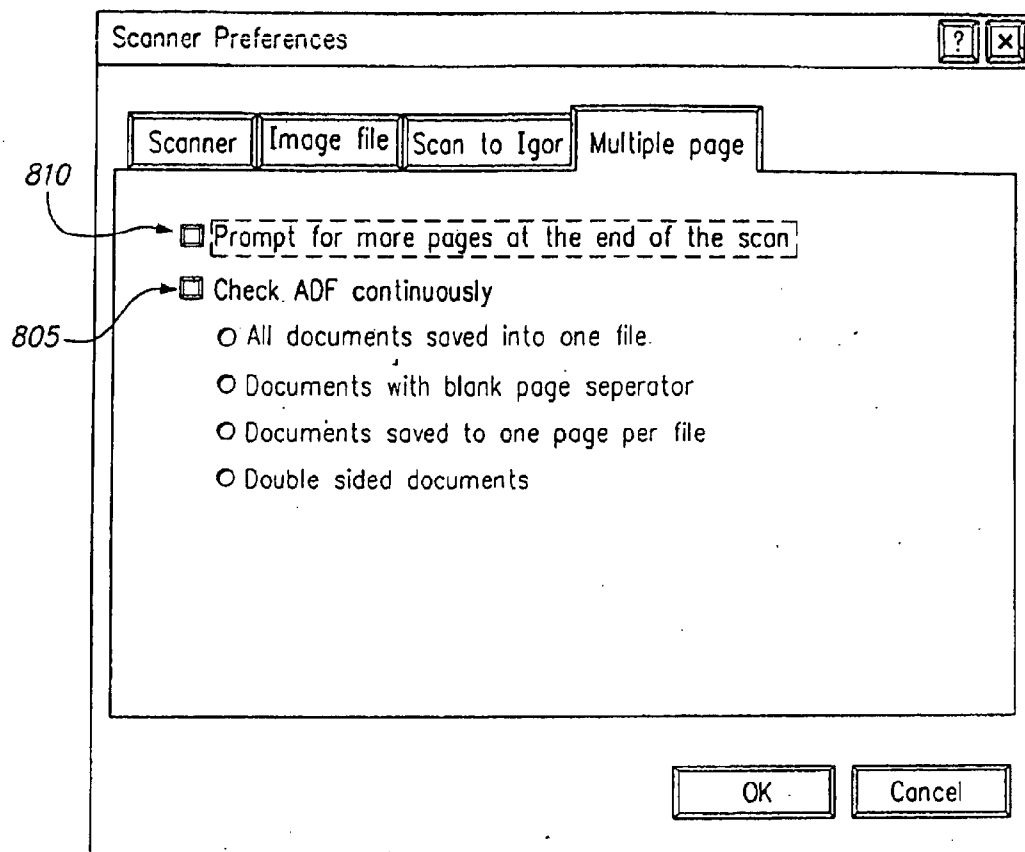 Scanner Preferences
? ×
Scanner Image file Scan to Igor Multiple page
810
Prompt for more pages at the end of the scan
Check ADF continuously
805
All documents saved into one file
Documents with blank page seperator
Documents saved to one page per file
Double sided documents
OK Cancel